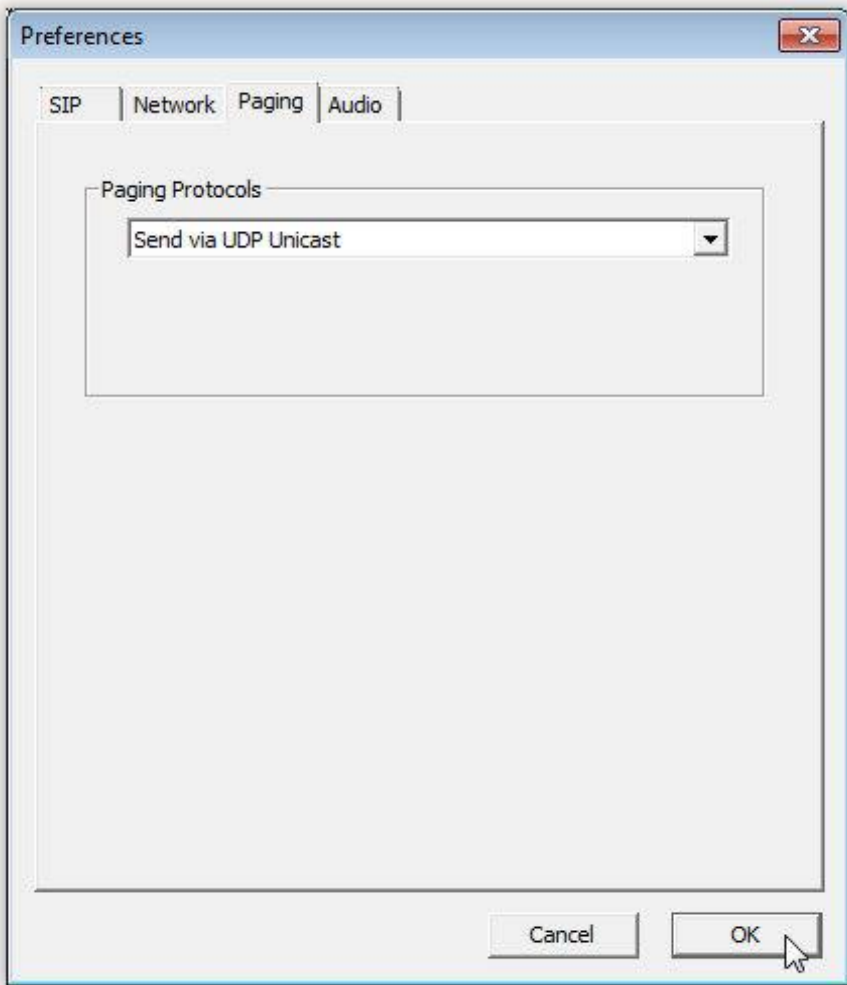 Preferences
SIP Network Paging Audio
Paging Protocols
Send via UDP Unicast
Cancel OK